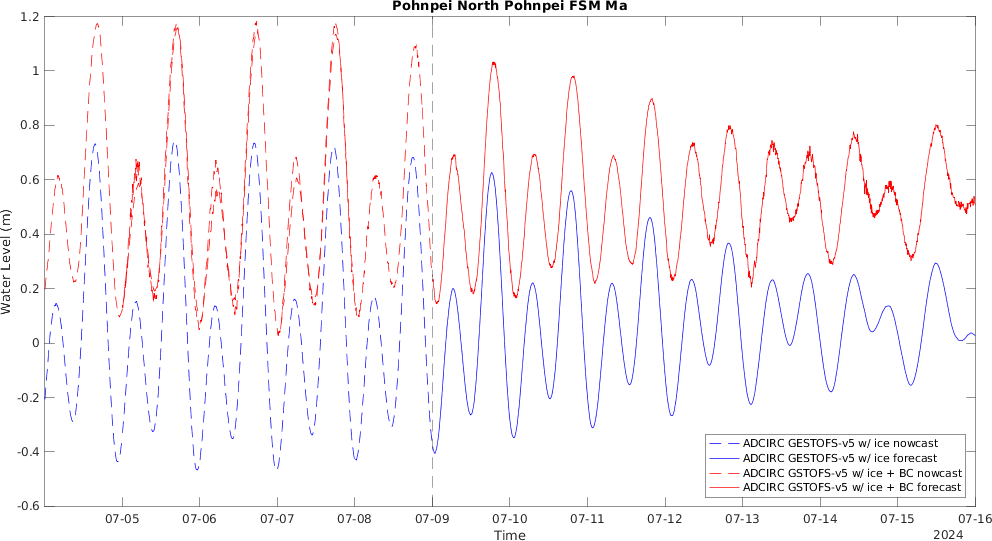 Pohnpei North Pohnpei FSM Ma
Water Level (m)
1.2
1
0.8
0.6
0.4
0.2
0
-0.2
-0.4
-0.6
ADCIRC GESTOFS-v5 w/ ice nowcast
ADCIRC GESTOFS-v5 w/ ice forecast
ADCIRC GSTOFS-v5 w/ ice + BC nowcast
ADCIRC GSTOFS-v5 w/ ice + BC forecast
07-05 07-06 07-07 07-08 07-09 07-10 07-11 07-12 07-13 07-14 07-15 07-16
Time
2024